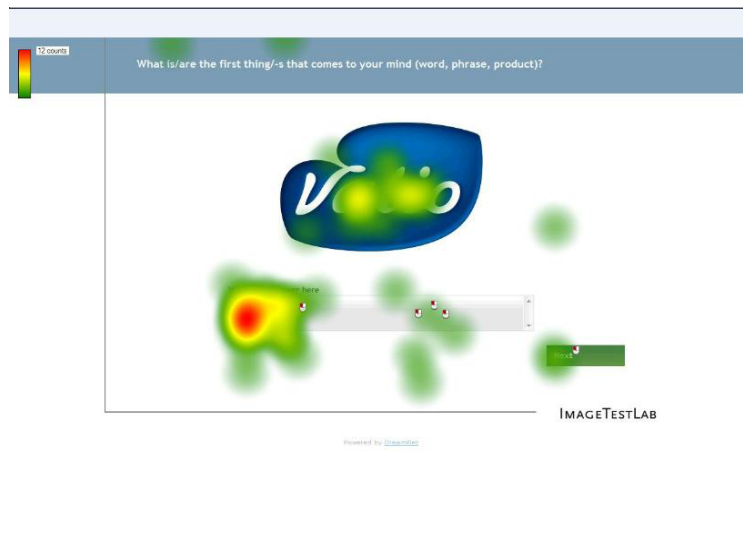 12 counts
What is/are the first thing/-s that comes to your mind (word, phrase, product)?
Valio
here
Next
IMAGETESTLAB
Powered by